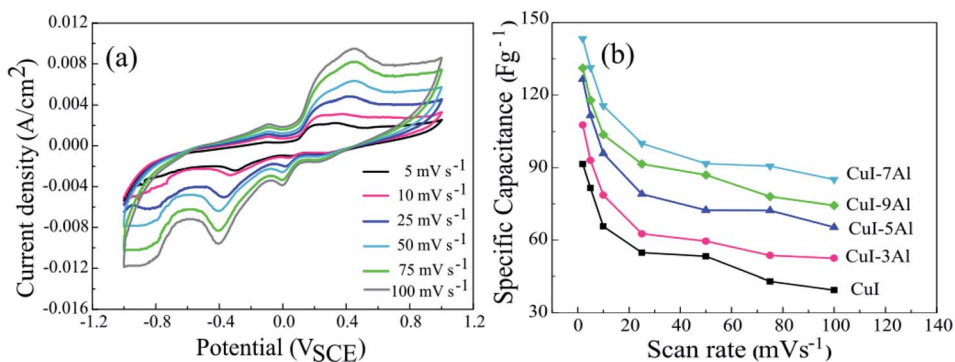 (a)
0.012
0.008
0.004
0.000
-0.004
-0.008
-0.012
-0.016
Current density (A/cm²)
-1.2 -0.8 -0.4 0.0 0.4 0.8 1.2
Potential (VSCE)
5 mV s⁻¹
10 mV s⁻¹
25 mV s⁻¹
50 mV s⁻¹
75 mV s⁻¹
100 mV s⁻¹
(b)
150
120
90
60
30
Specific Capacitance (Fg⁻¹)
0 20 40 60 80 100 120 140
Scan rate (mVs⁻¹)
CuI-7Al
CuI-9Al
CuI-5Al
CuI-3Al
CuI